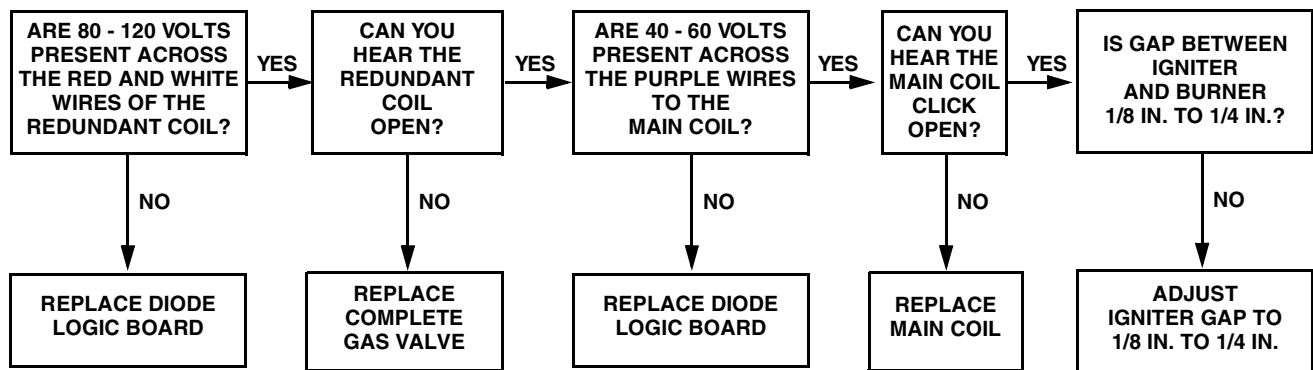 ARE 80 - 120 VOLTS
PRESENT ACROSS
THE RED AND WHITE
WIRES OF THE
REDUNDANT COIL?
YES
CAN YOU
HEAR THE
REDUNDANT
COIL
OPEN?
YES
ARE 40 - 60 VOLTS
PRESENT ACROSS
THE PURPLE WIRES
TO THE
MAIN COIL?
YES
CAN YOU
HEAR THE
MAIN COIL
CLICK
OPEN?
YES
IS GAP BETWEEN
IGNITER
AND BURNER
1/8 IN. TO 1/4 IN.?
NO
NO
NO
NO
NO
REPLACE DIODE
LOGIC BOARD
REPLACE
COMPLETE
GAS VALVE
REPLACE DIODE
LOGIC BOARD
REPLACE
MAIN COIL
ADJUST
IGNITER GAP TO
1/8 IN. TO 1/4 IN.